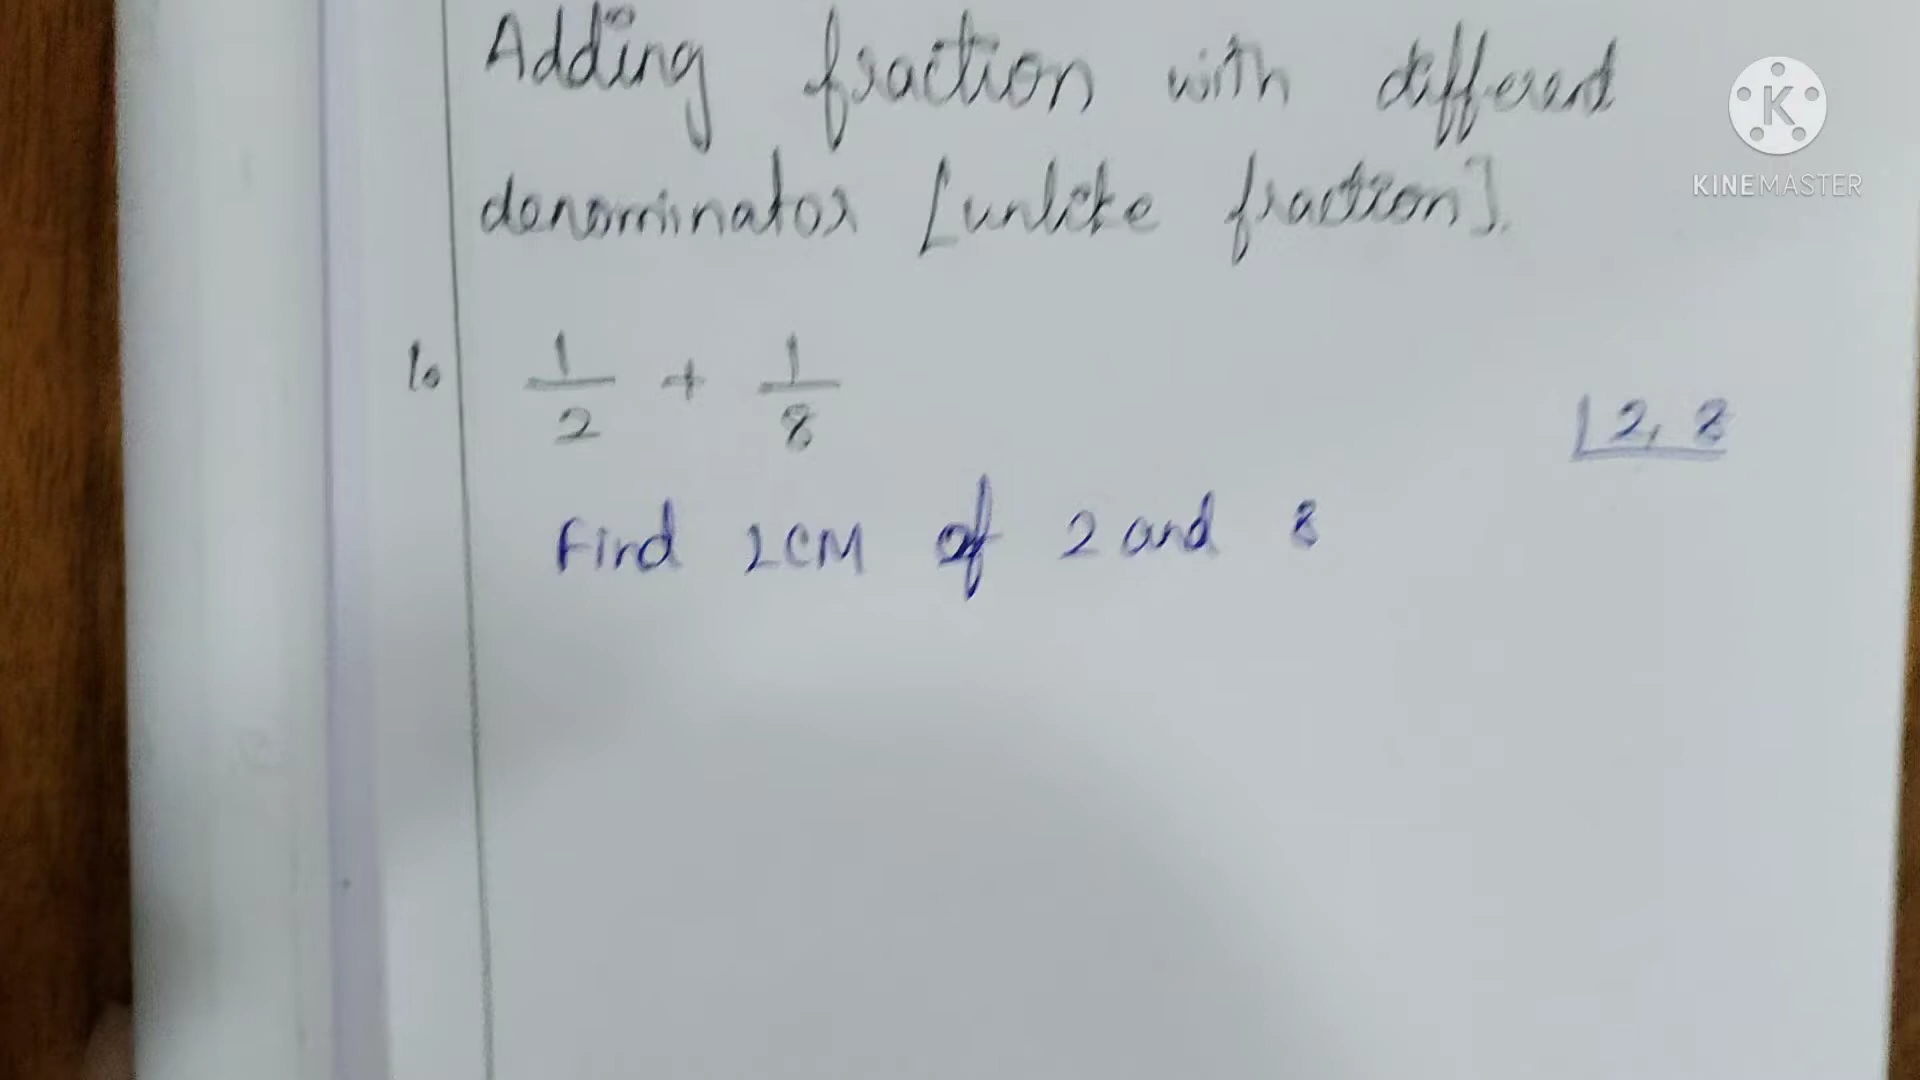 Adding fraction with different
denominator [unlike fraction].
1. 1/2 + 1/8
2, 8
Find LCM of 2 and 8
K
KINEMASTER